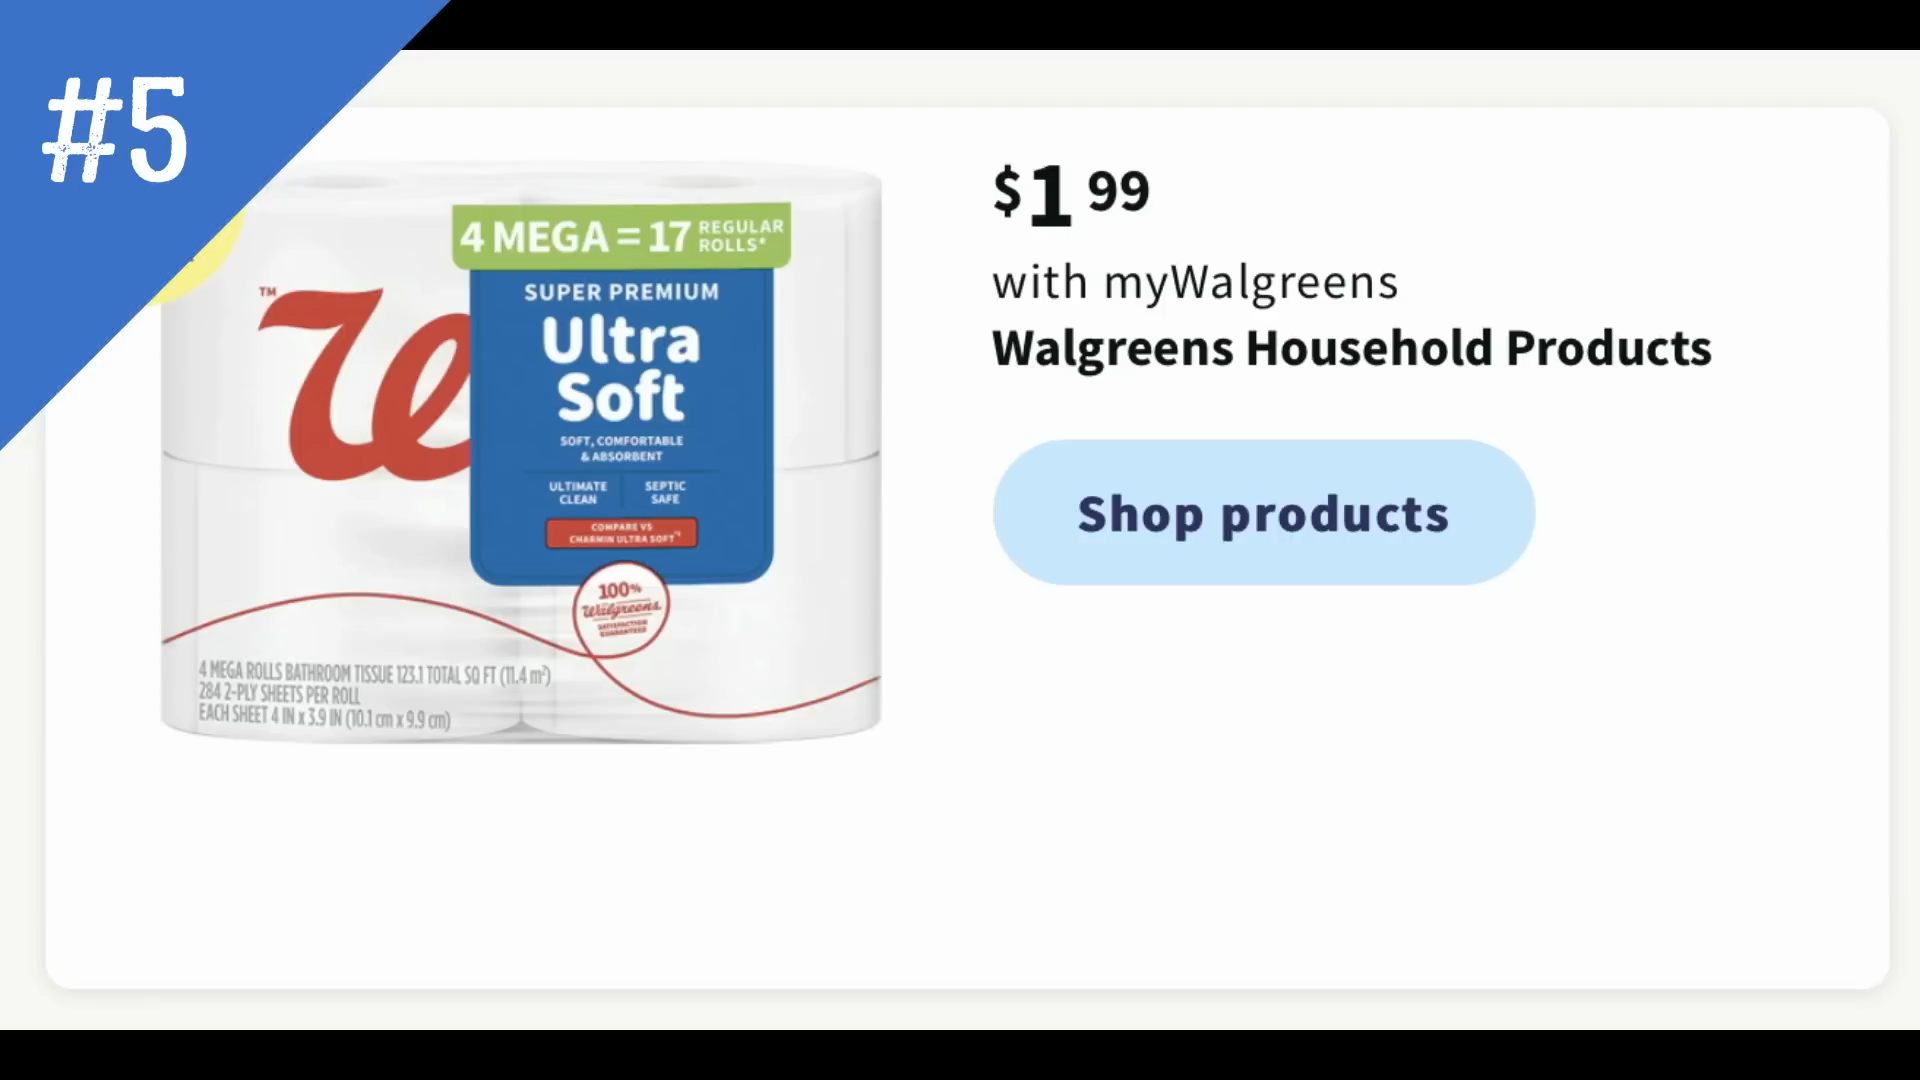 #5
$1 99
with myWalgreens
Walgreens Household Products
Shop products
4 MEGA = 17 REGULAR
ROLLS*
SUPER PREMIUM
Ultra
Soft
SOFT, COMFORTABLE
& ABSORBENT
ULTIMATE
CLEAN
SEPTIC
SAFE
COMPARE VS
CHARMIN ULTRA SOFT
TM
W
100%
Walgreens
SATISFACTION
GUARANTEED
4 MEGA ROLLS BATHROOM TISSUE 123.1 TOTAL SQ FT (11.4 m²)
284 2-PLY SHEETS PER ROLL
EACH SHEET 4 IN x 3.9 IN (10.1 cm x 9.9 cm)